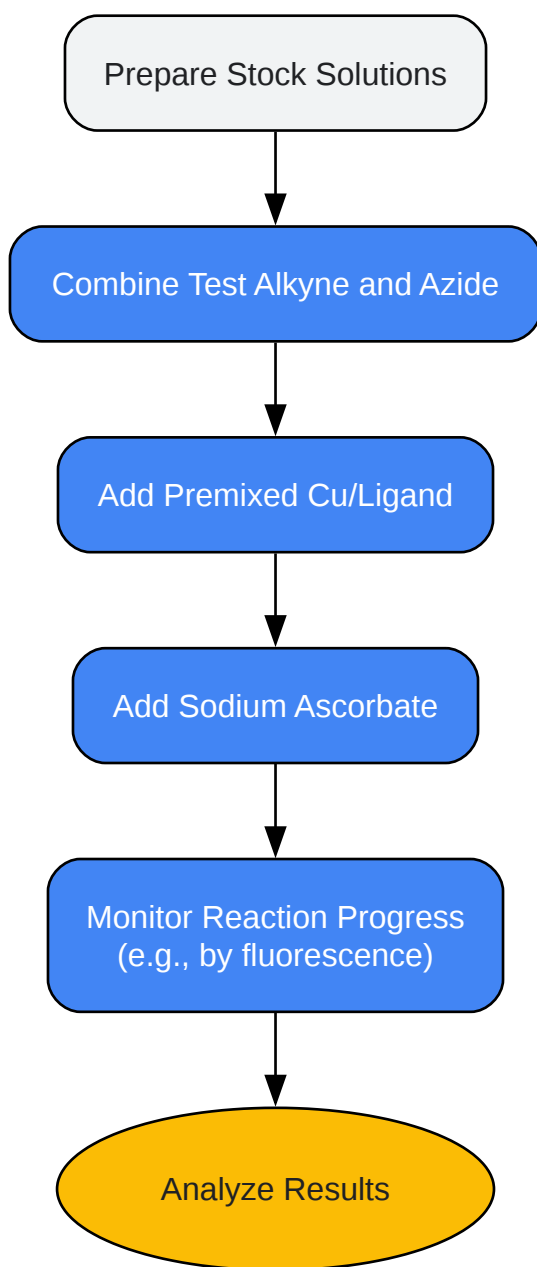 Prepare Stock Solutions
Combine Test Alkyne and Azide
Add Premixed Cu/Ligand
Add Sodium Ascorbate
Monitor Reaction Progress
(e.g., by fluorescence)
Analyze Results